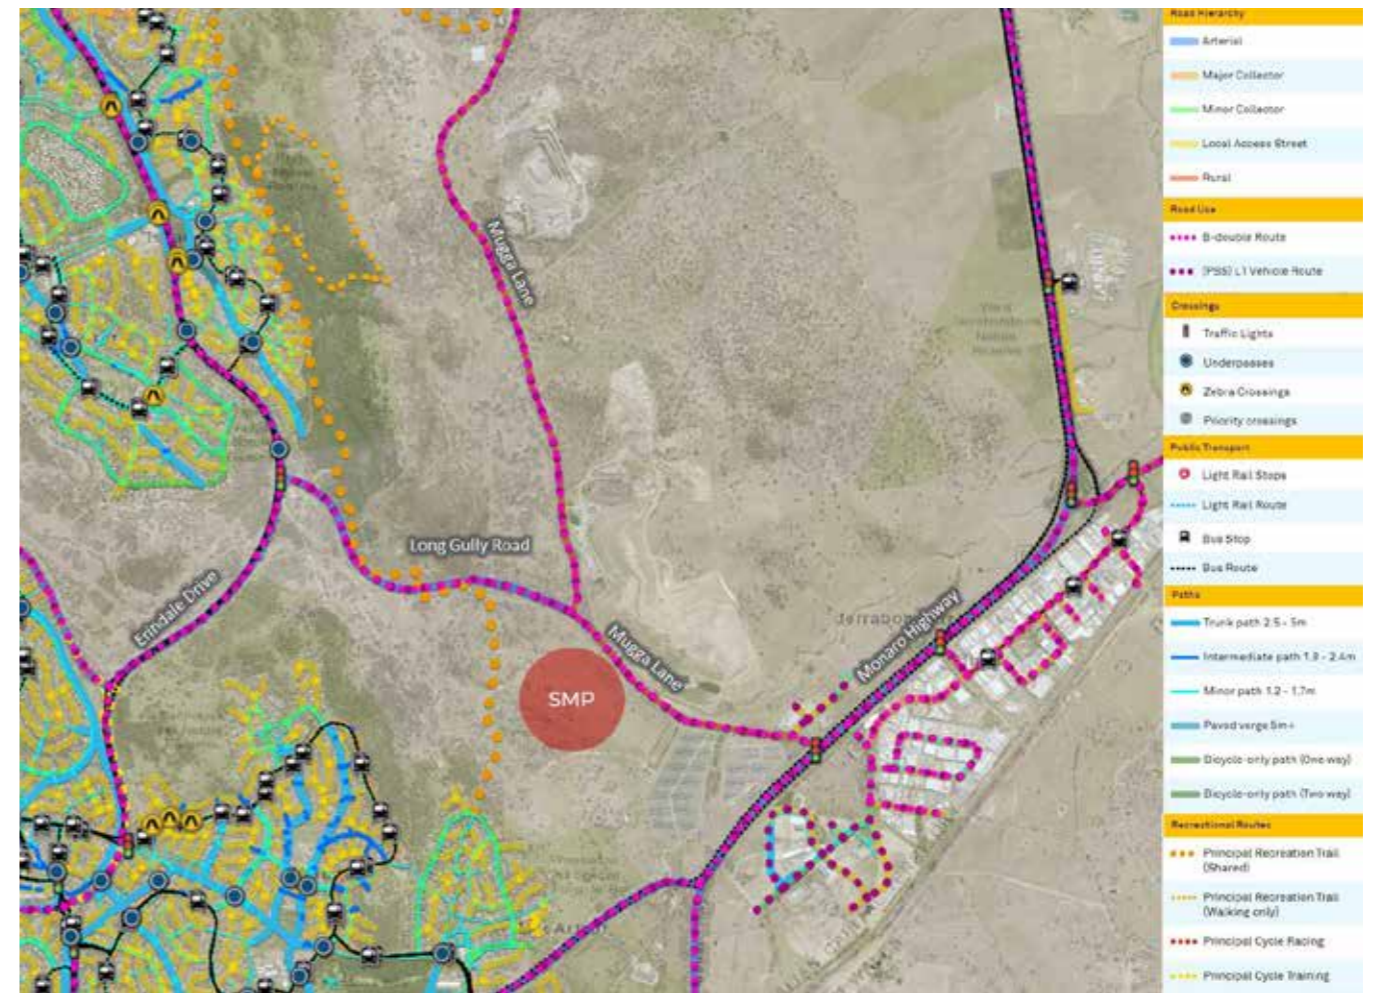 Mugga Lane
Long Gully Road
Erindale Drive
Mugga Lane
Monaro Highway
SMP
Road Hierarchy
Arterial
Major Collector
Minor Collector
Local Access Street
Rural
Road Use
B-double Route
(PBS) L1 Vehicle Route
Crossings
Traffic Lights
Underpasses
Zebra Crossings
Priority crossings
Public Transport
Light Rail Stops
Light Rail Route
Bus Stop
Bus Route
Paths
Trunk path 2.5 - 5m
Intermediate path 1.8 - 2.4m
Minor path 1.2 - 1.7m
Paved verge 5m+
Bicycle-only path (One way)
Bicycle-only path (Two way)
Recreational Routes
Principal Recreation Trail
(Shared)
Principal Recreation Trail
(Walking only)
Principal Cycle Racing
Principal Cycle Training